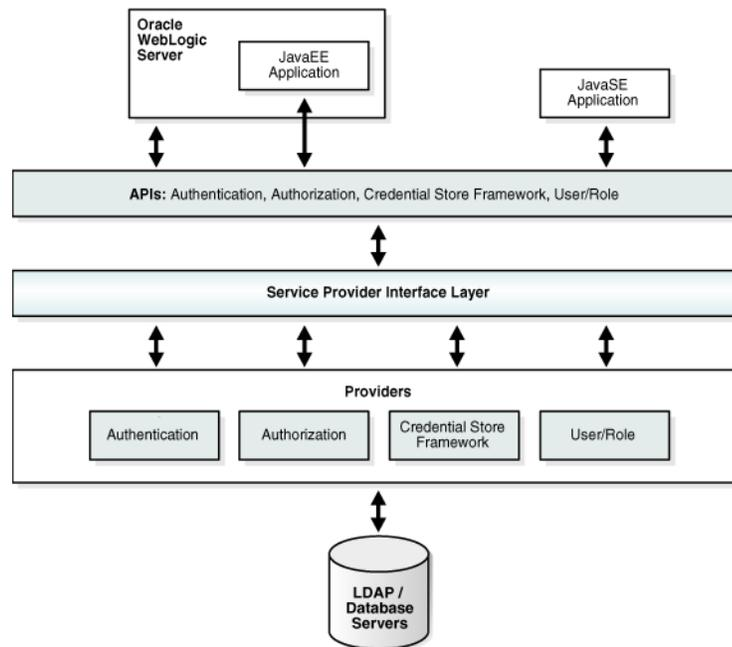 Oracle
WebLogic
Server
JavaEE
Application
JavaSE
Application
APIs: Authentication, Authorization, Credential Store Framework, User/Role
Service Provider Interface Layer
Providers
Authentication
Authorization
Credential Store
Framework
User/Role
LDAP /
Database
Servers